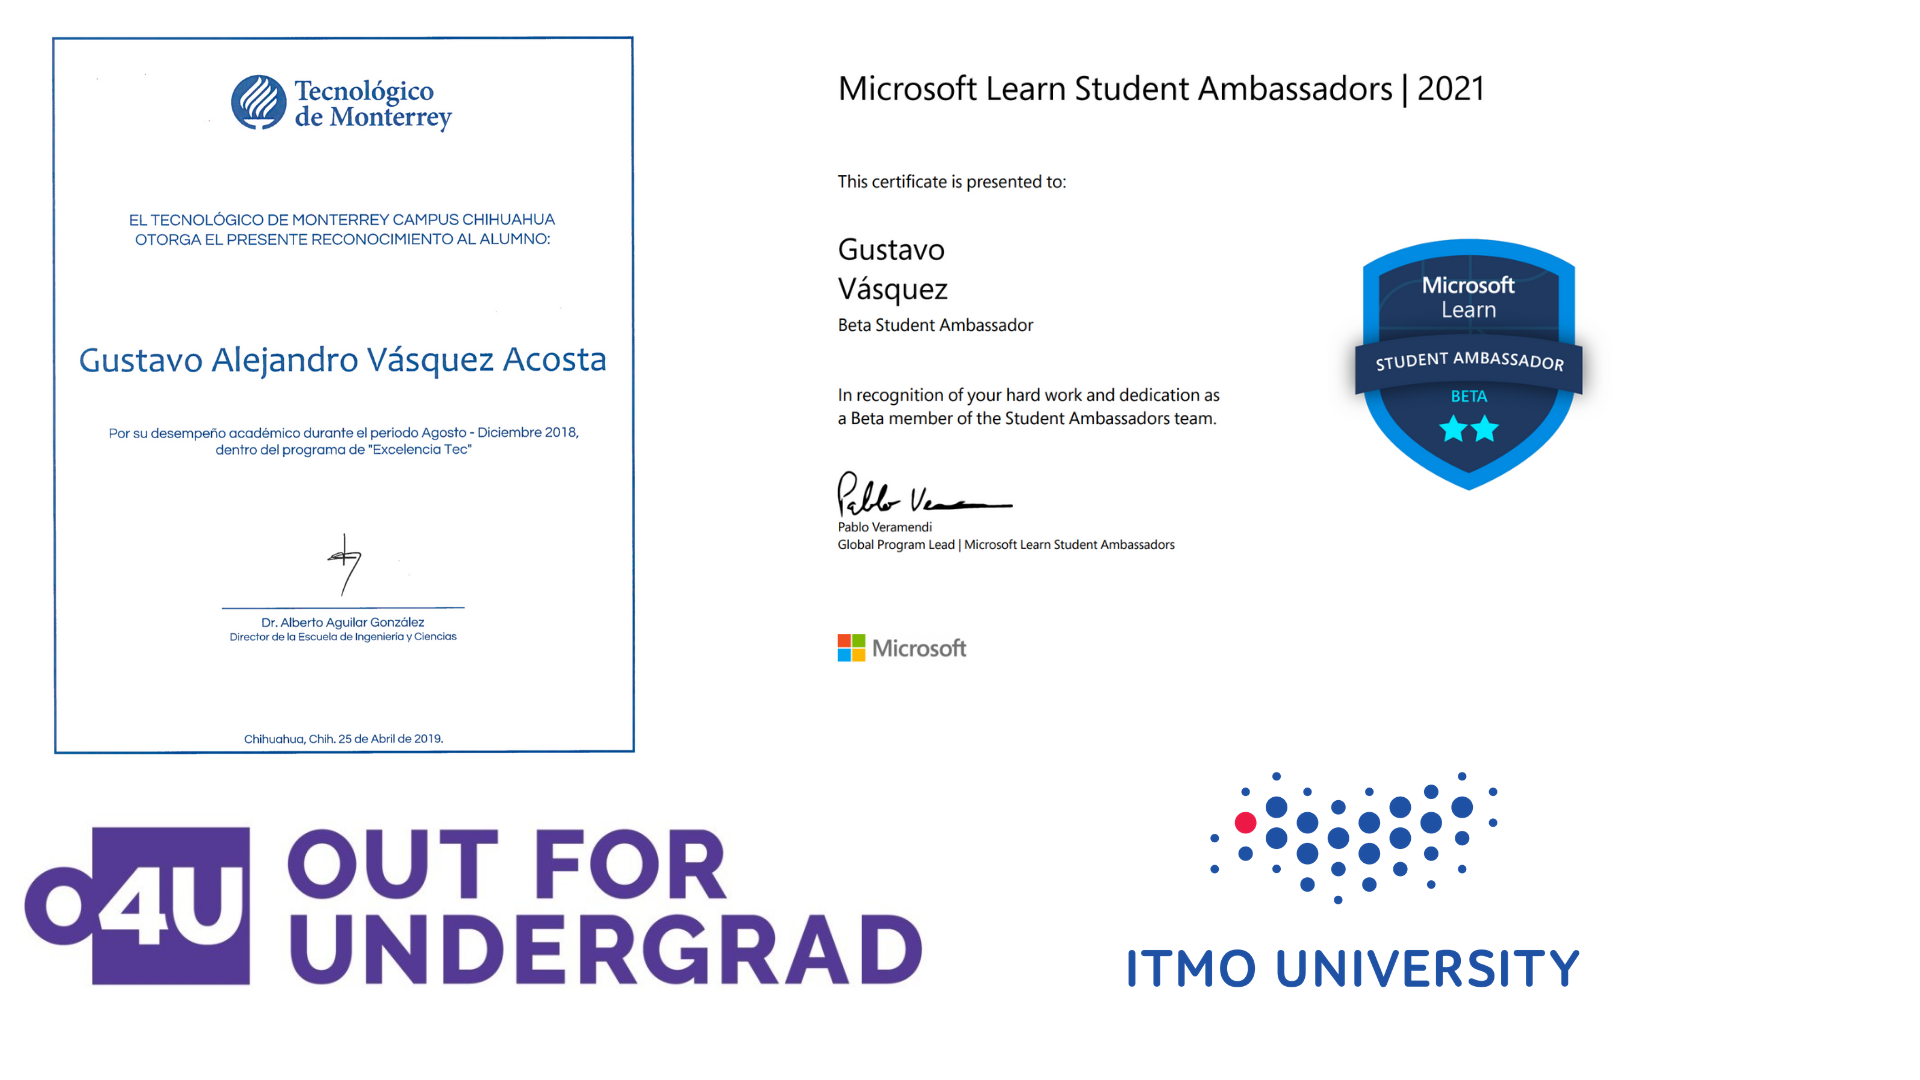 Tecnológico
de Monterrey
EL TECNOLÓGICO DE MONTERREY CAMPUS CHIHUAHUA
OTORGA EL PRESENTE RECONOCIMIENTO AL ALUMNO:
Gustavo Alejandro Vásquez Acosta
Por su desempeño académico durante el periodo Agosto - Diciembre 2018,
dentro del programa de "Excelencia Tec"
Dr. Alberto Aguilar González
Director de la Escuela de Ingeniería y Ciencias
Chihuahua, Chih. 25 de Abril de 2019.
Microsoft Learn Student Ambassadors | 2021
This certificate is presented to:
Gustavo
Vásquez
Beta Student Ambassador
In recognition of your hard work and dedication as
a Beta member of the Student Ambassadors team.
Pablo Veramendi
Global Program Lead | Microsoft Learn Student Ambassadors
Microsoft
Microsoft
Learn
STUDENT AMBASSADOR
BETA
O4U
OUT FOR
UNDERGRAD
ITMO UNIVERSITY